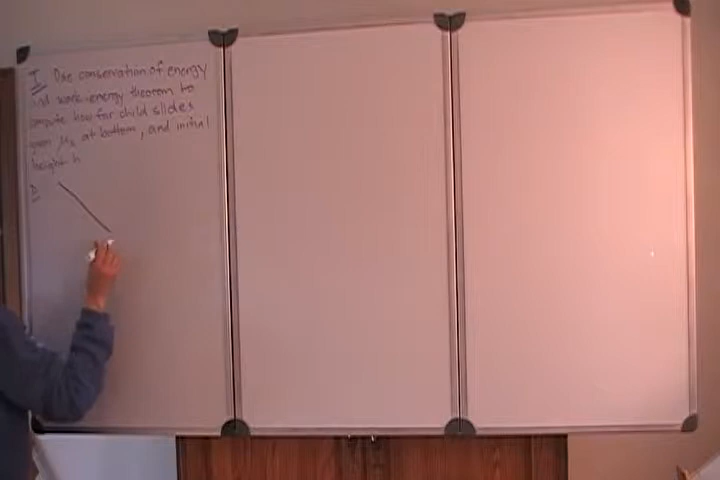 I Use conservation of energy
and work-energy theorem to
compute how far child slides
given μk at bottom, and initial
height h
D